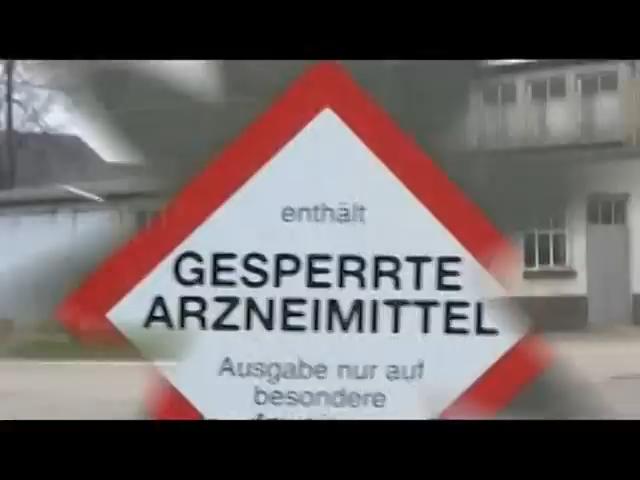 enthält
GESPERRTE
ARZNEIMITTEL
Ausgabe nur auf
besondere